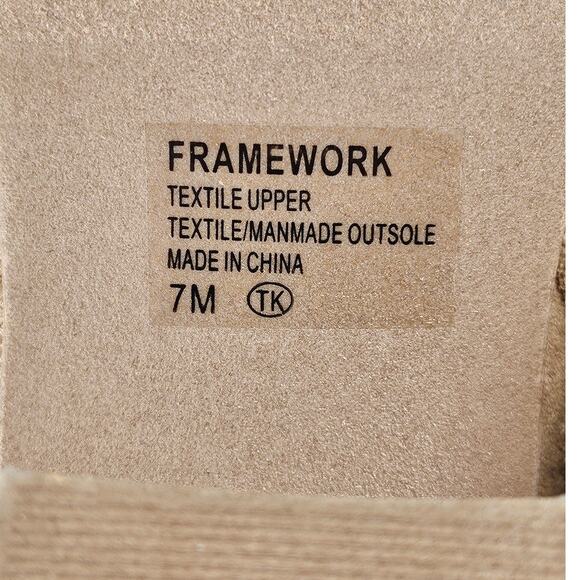 FRAMEWORK
TEXTILE UPPER
TEXTILE/MANMADE OUTSOLE
MADE IN CHINA
7M TK